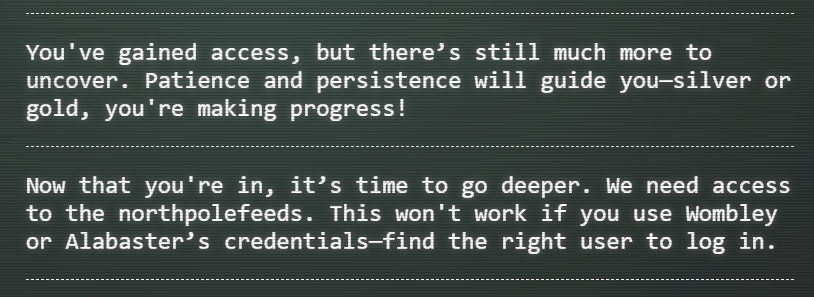 You've gained access, but there’s still much more to
uncover. Patience and persistence will guide you—silver or
gold, you're making progress!
Now that you're in, it’s time to go deeper. We need access
to the northpolefeeds. This won't work if you use Wombley
or Alabaster’s credentials—find the right user to log in.